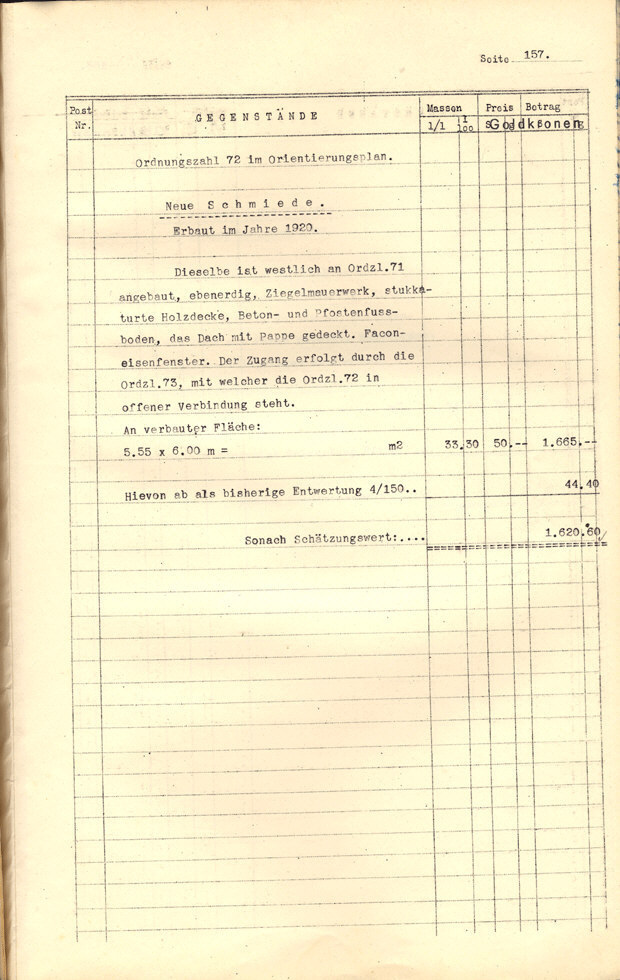 Seite 157.
Post Nr. GEGENSTÄNDE Massen 1/1 1/100 Preis Betrag Goldkronen
Ordnungszahl 72 im Orientierungsplan.
Neue Schmiede.
Erbaut im Jahre 1920.
Dieselbe ist westlich an Ordzl.71
angebaut, ebenerdig, Ziegelmauerwerk, stukka-
turte Holzdecke, Beton- und Pfostenfuss-
boden, das Dach mit Pappe gedeckt. Facon-
eisenfenster. Der Zugang erfolgt durch die
Ordzl.73, mit welcher die Ordzl.72 in
offener Verbindung steht.
An verbauter Fläche:
5.55 x 6.00 m = m2 33.30 50.-- 1.665.--
Hievon ab als bisherige Entwertung 4/150.. 44.40
Sonach Schätzungswert:.... 1.620.60